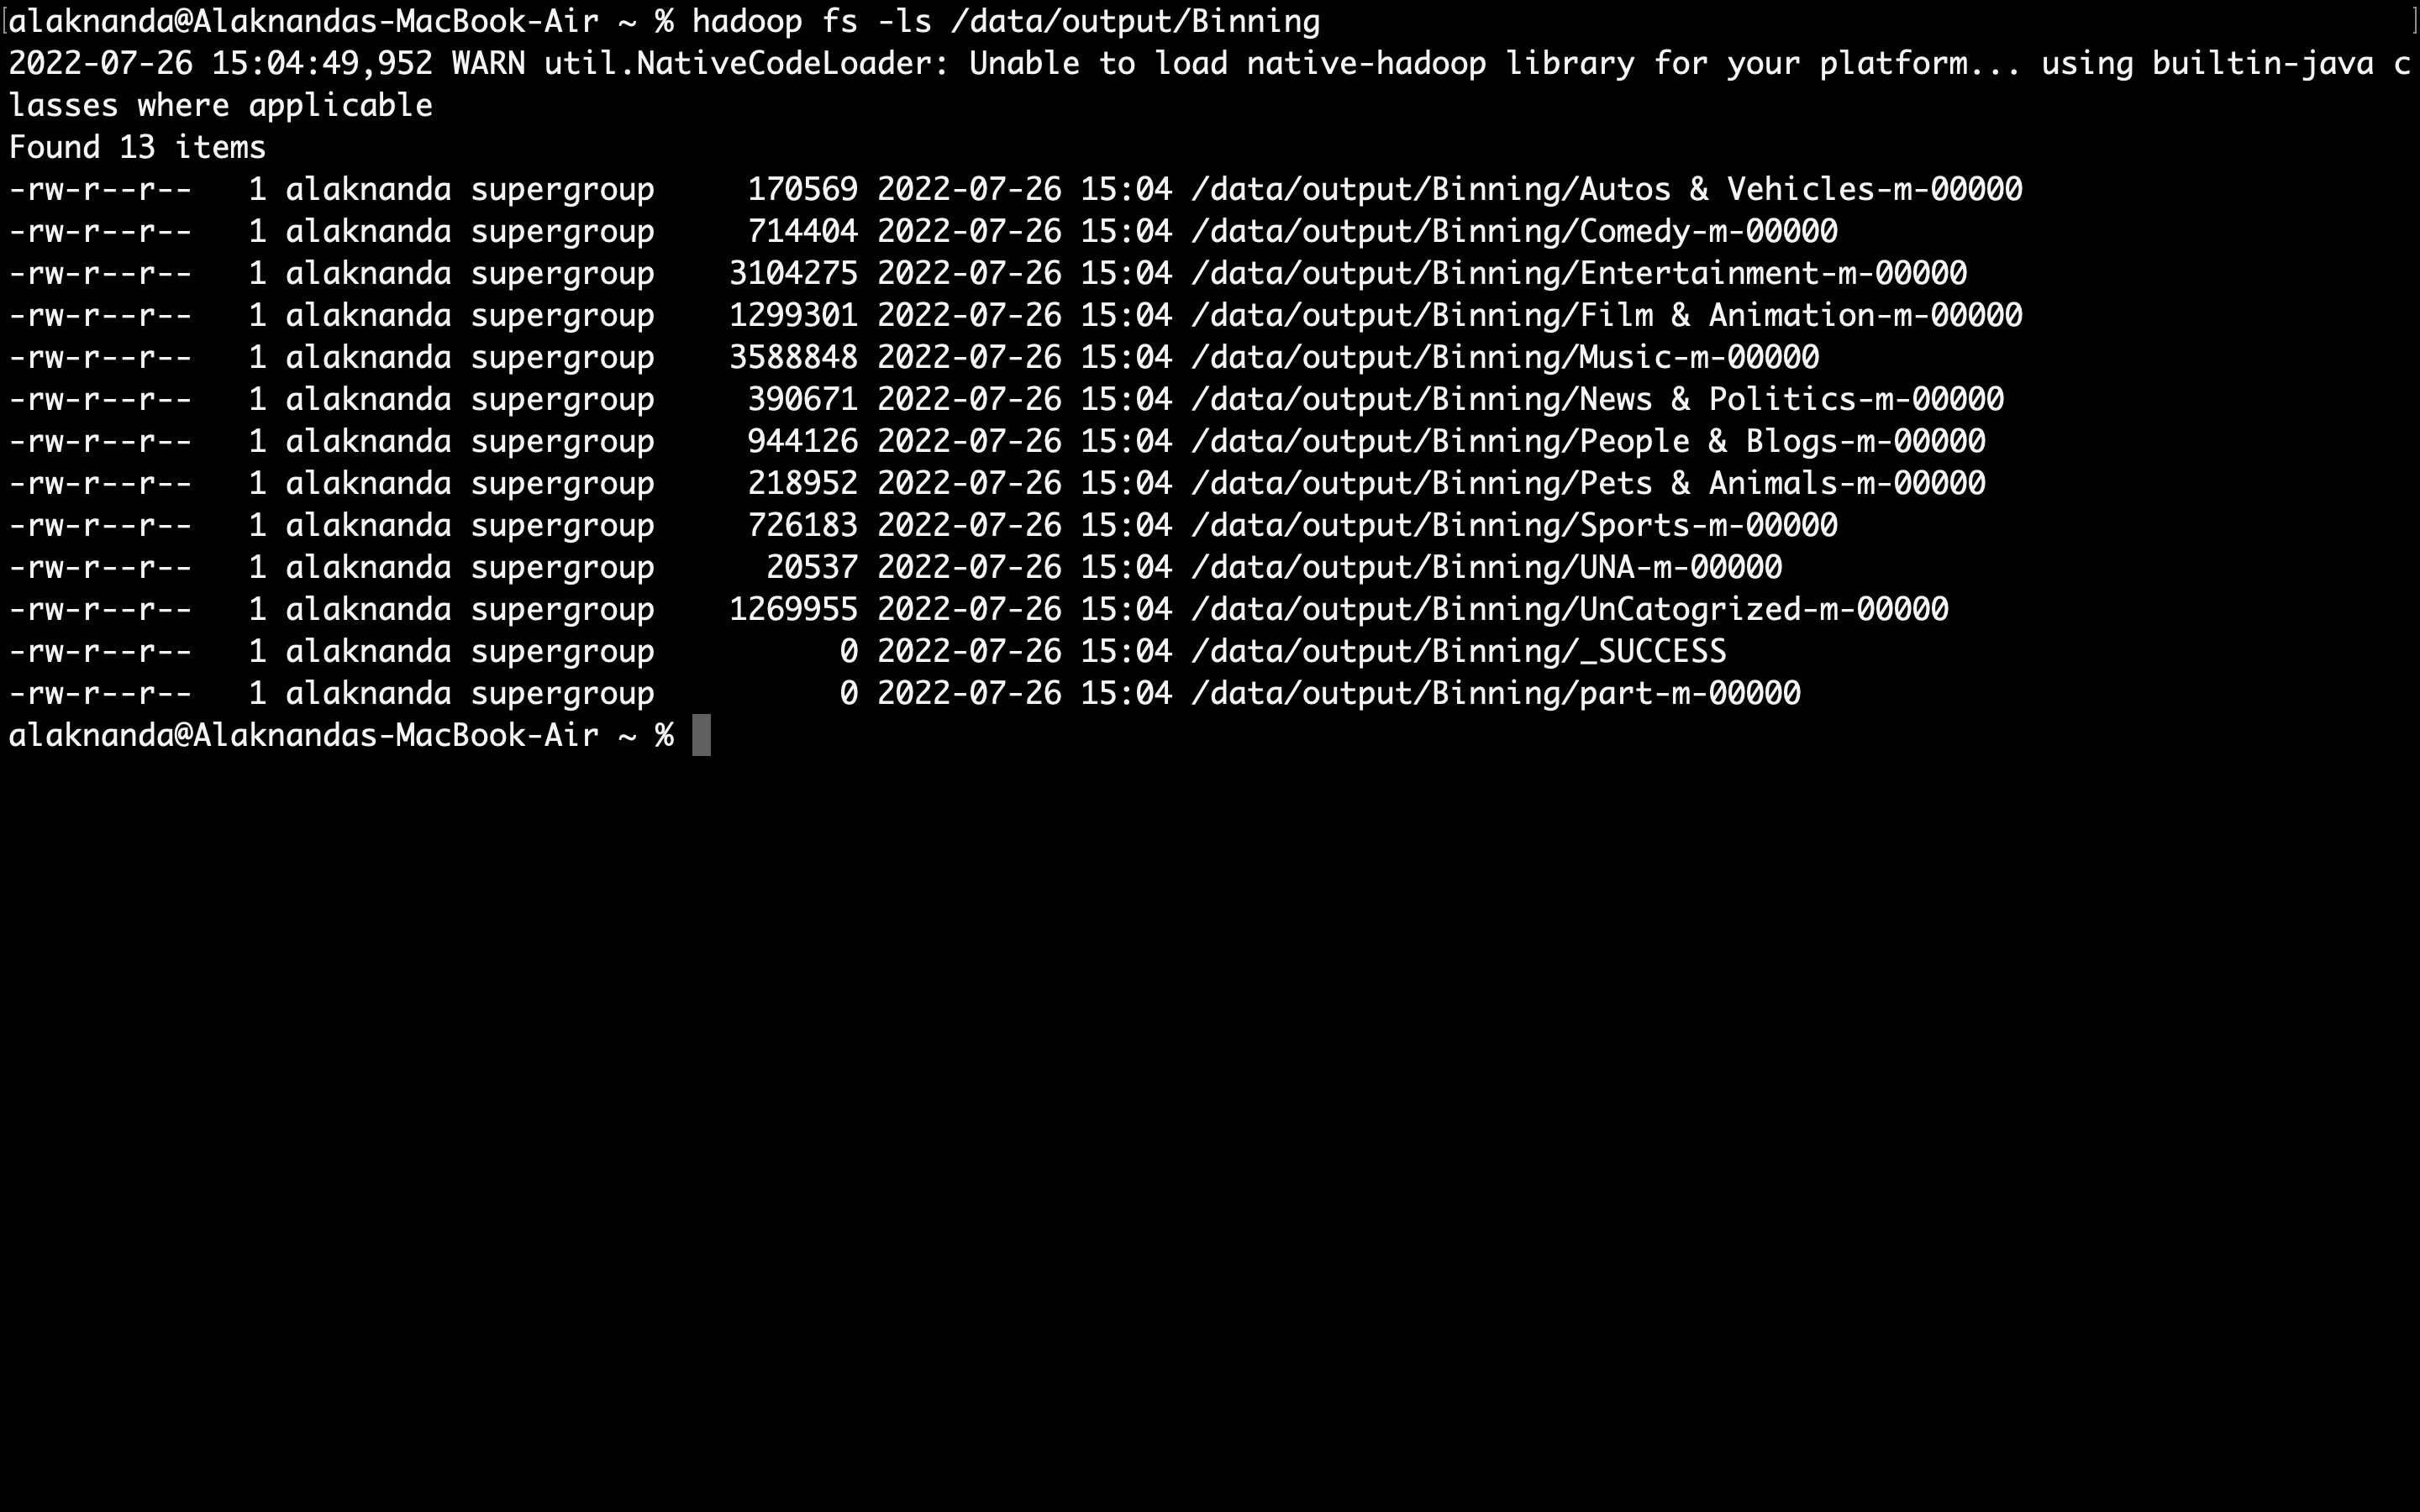 [alaknanda@Alaknandas-MacBook-Air ~ % hadoop fs -ls /data/output/Binning ]
2022-07-26 15:04:49,952 WARN util.NativeCodeLoader: Unable to load native-hadoop library for your platform... using builtin-java c
lasses where applicable
Found 13 items
-rw-r--r--   1 alaknanda supergroup     170569 2022-07-26 15:04 /data/output/Binning/Autos & Vehicles-m-00000
-rw-r--r--   1 alaknanda supergroup     714404 2022-07-26 15:04 /data/output/Binning/Comedy-m-00000
-rw-r--r--   1 alaknanda supergroup    3104275 2022-07-26 15:04 /data/output/Binning/Entertainment-m-00000
-rw-r--r--   1 alaknanda supergroup    1299301 2022-07-26 15:04 /data/output/Binning/Film & Animation-m-00000
-rw-r--r--   1 alaknanda supergroup    3588848 2022-07-26 15:04 /data/output/Binning/Music-m-00000
-rw-r--r--   1 alaknanda supergroup     390671 2022-07-26 15:04 /data/output/Binning/News & Politics-m-00000
-rw-r--r--   1 alaknanda supergroup     944126 2022-07-26 15:04 /data/output/Binning/People & Blogs-m-00000
-rw-r--r--   1 alaknanda supergroup     218952 2022-07-26 15:04 /data/output/Binning/Pets & Animals-m-00000
-rw-r--r--   1 alaknanda supergroup     726183 2022-07-26 15:04 /data/output/Binning/Sports-m-00000
-rw-r--r--   1 alaknanda supergroup      20537 2022-07-26 15:04 /data/output/Binning/UNA-m-00000
-rw-r--r--   1 alaknanda supergroup    1269955 2022-07-26 15:04 /data/output/Binning/UnCatogrized-m-00000
-rw-r--r--   1 alaknanda supergroup          0 2022-07-26 15:04 /data/output/Binning/_SUCCESS
-rw-r--r--   1 alaknanda supergroup          0 2022-07-26 15:04 /data/output/Binning/part-m-00000
alaknanda@Alaknandas-MacBook-Air ~ %